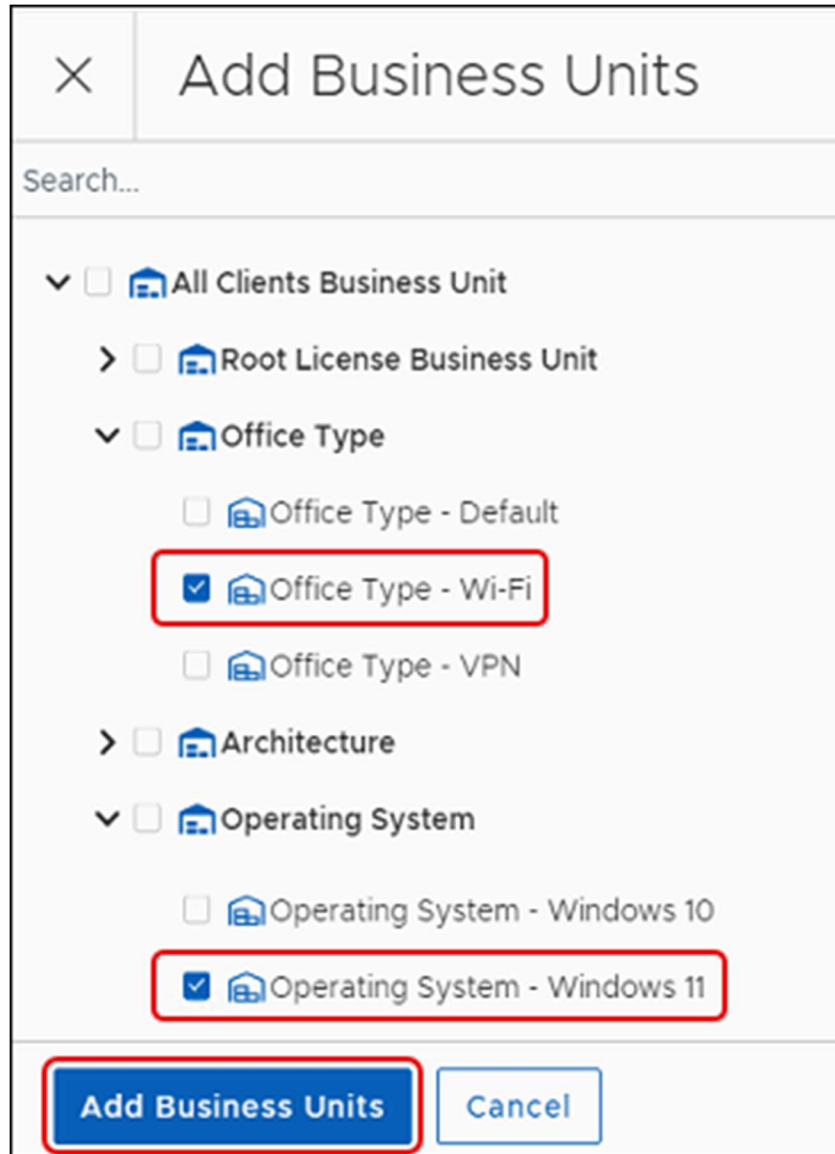 Add Business Units
Search...
All Clients Business Unit
Root License Business Unit
Office Type
Office Type - Default
Office Type - Wi-Fi
Office Type - VPN
Architecture
Operating System
Operating System - Windows 10
Operating System - Windows 11
Add Business Units
Cancel